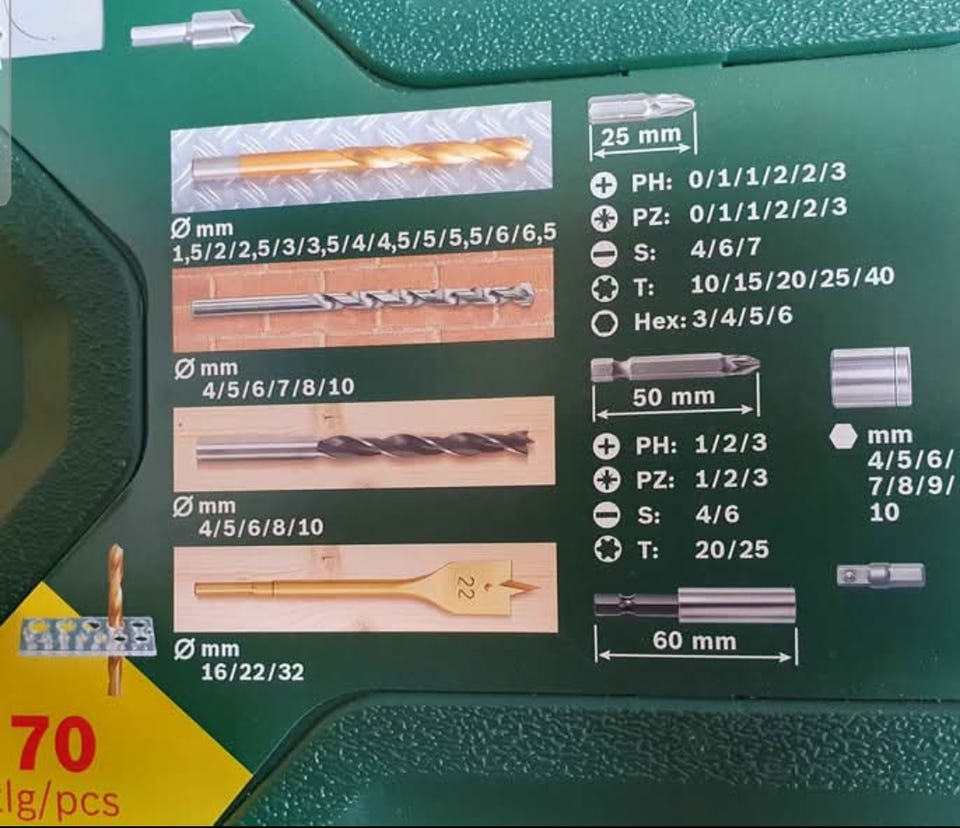 Ø mm
1,5/2/2,5/3/3,5/4/4,5/5/5,5/6/6,5
Ø mm
4/5/6/7/8/10
Ø mm
4/5/6/8/10
22
Ø mm
16/22/32
25 mm
PH: 0/1/1/2/2/3
PZ: 0/1/1/2/2/3
S: 4/6/7
T: 10/15/20/25/40
Hex: 3/4/5/6
50 mm
PH: 1/2/3
PZ: 1/2/3
S: 4/6
T: 20/25
60 mm
mm
4/5/6/
7/8/9/
10
70
tlg/pcs